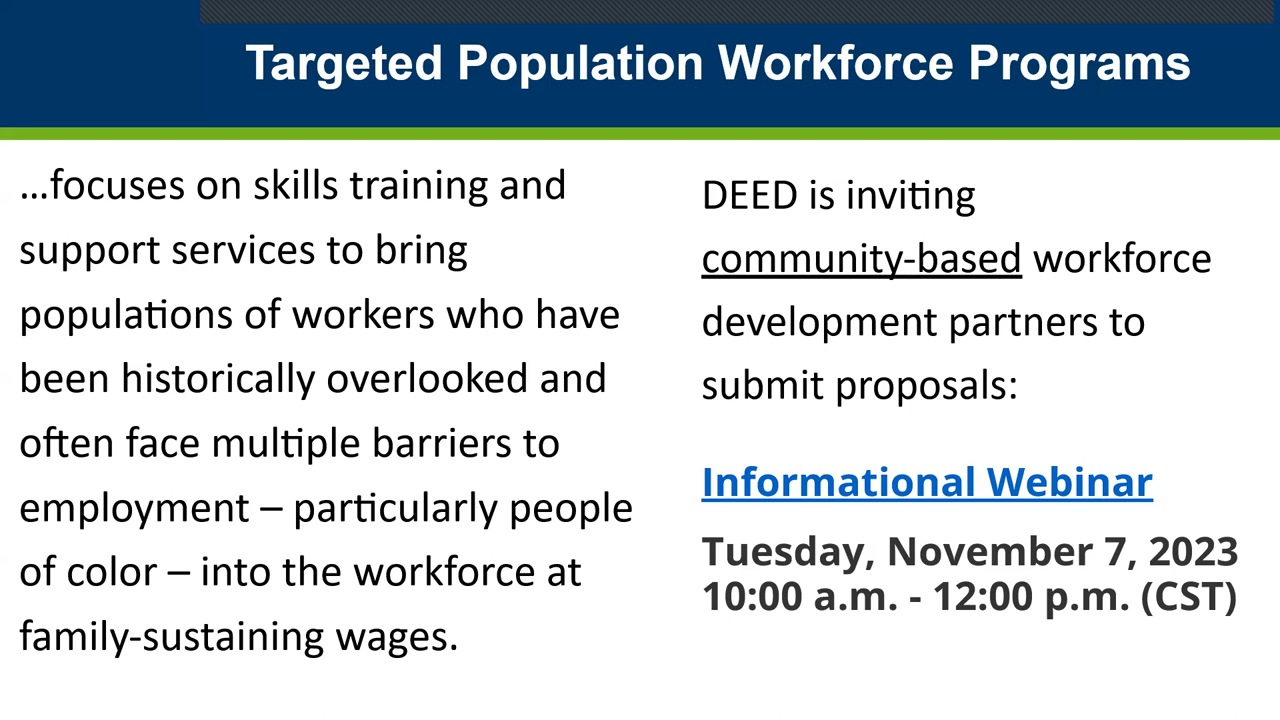 Targeted Population Workforce Programs
...focuses on skills training and
support services to bring
populations of workers who have
been historically overlooked and
often face multiple barriers to
employment – particularly people
of color – into the workforce at
family-sustaining wages.
DEED is inviting
community-based workforce
development partners to
submit proposals:
Informational Webinar
Tuesday, November 7, 2023
10:00 a.m. - 12:00 p.m. (CST)